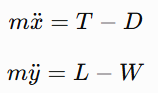 mẍ = T − D
mÿ = L − W